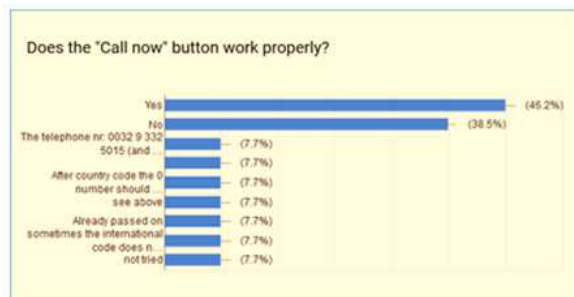 Does the "Call now" button work properly?
Yes
(46.2%)
No
(38.5%)
The telephone nr: 0032 9 332
5015 (and ...
(7.7%)
(7.7%)
After country code the 0
number should ...
(7.7%)
see above
(7.7%)
Already passed on
(7.7%)
sometimes the international
code does n...
(7.7%)
not tried
(7.7%)